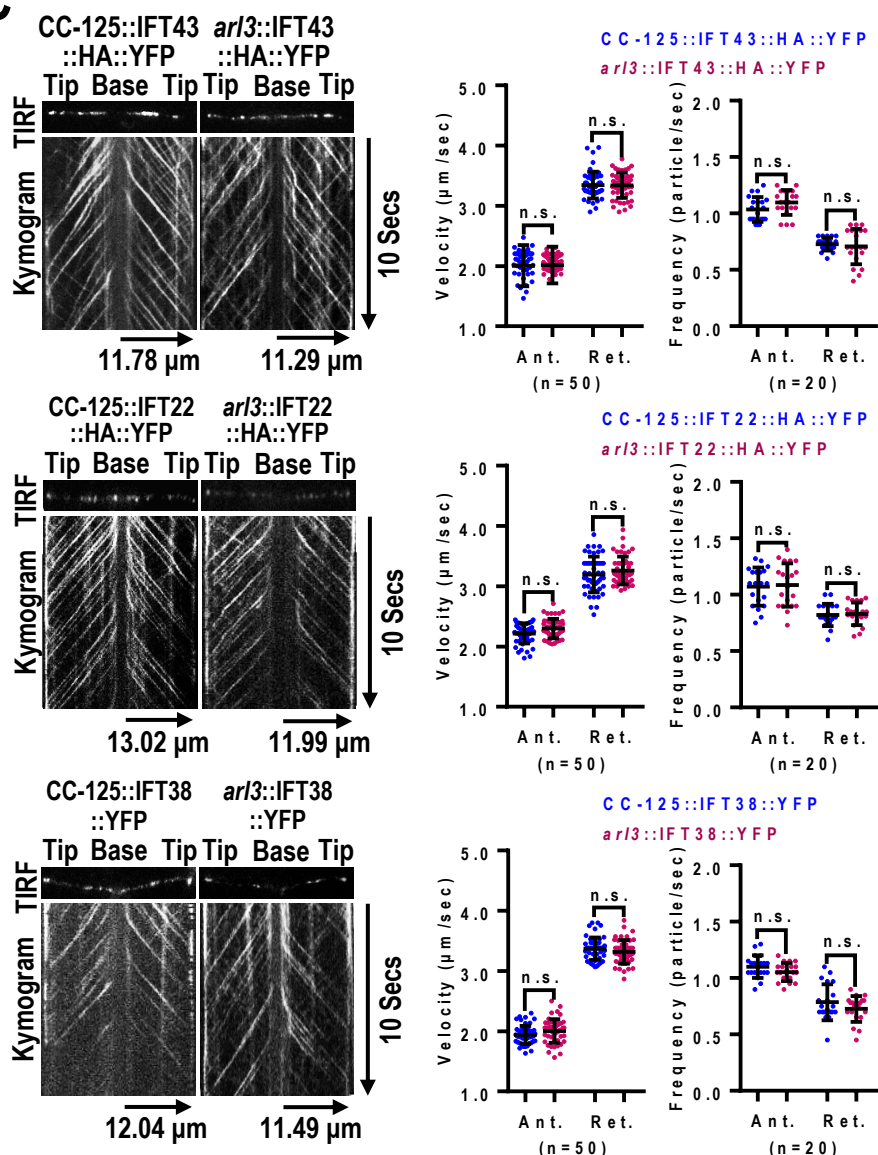 CC-125::IFT43 arl3::IFT43
::HA::YFP ::HA::YFP
Tip Base Tip
TIRF
Kymogram
10 Secs
11.78 µm 11.29 µm
CC-125::IFT43::HA::YFP
arl3::IFT43::HA::YFP
Velocity (µm/sec)
5.0
4.0
3.0
2.0
1.0
n.s.
n.s.
Ant. Ret.
(n=50)
Frequency (particle/sec)
2.0
1.5
1.0
0.5
0.0
n.s.
n.s.
Ant. Ret.
(n=20)
CC-125::IFT22 arl3::IFT22
::HA::YFP ::HA::YFP
Tip Base Tip
TIRF
Kymogram
10 Secs
13.02 µm 11.99 µm
CC-125::IFT22::HA::YFP
arl3::IFT22::HA::YFP
Velocity (µm/sec)
5.0
4.0
3.0
2.0
1.0
n.s.
n.s.
Ant. Ret.
(n=50)
Frequency (particle/sec)
2.0
1.5
1.0
0.5
0.0
n.s.
n.s.
Ant. Ret.
(n=20)
CC-125::IFT38 arl3::IFT38
::YFP ::YFP
Tip Base Tip Tip Base Tip
TIRF
Kymogram
10 Secs
12.04 µm 11.49 µm
CC-125::IFT38::YFP
arl3::IFT38::YFP
Velocity (µm/sec)
5.0
4.0
3.0
2.0
1.0
n.s.
n.s.
Ant. Ret.
(n=50)
Frequency (particle/sec)
2.0
1.5
1.0
0.5
0.0
n.s.
n.s.
Ant. Ret.
(n=20)